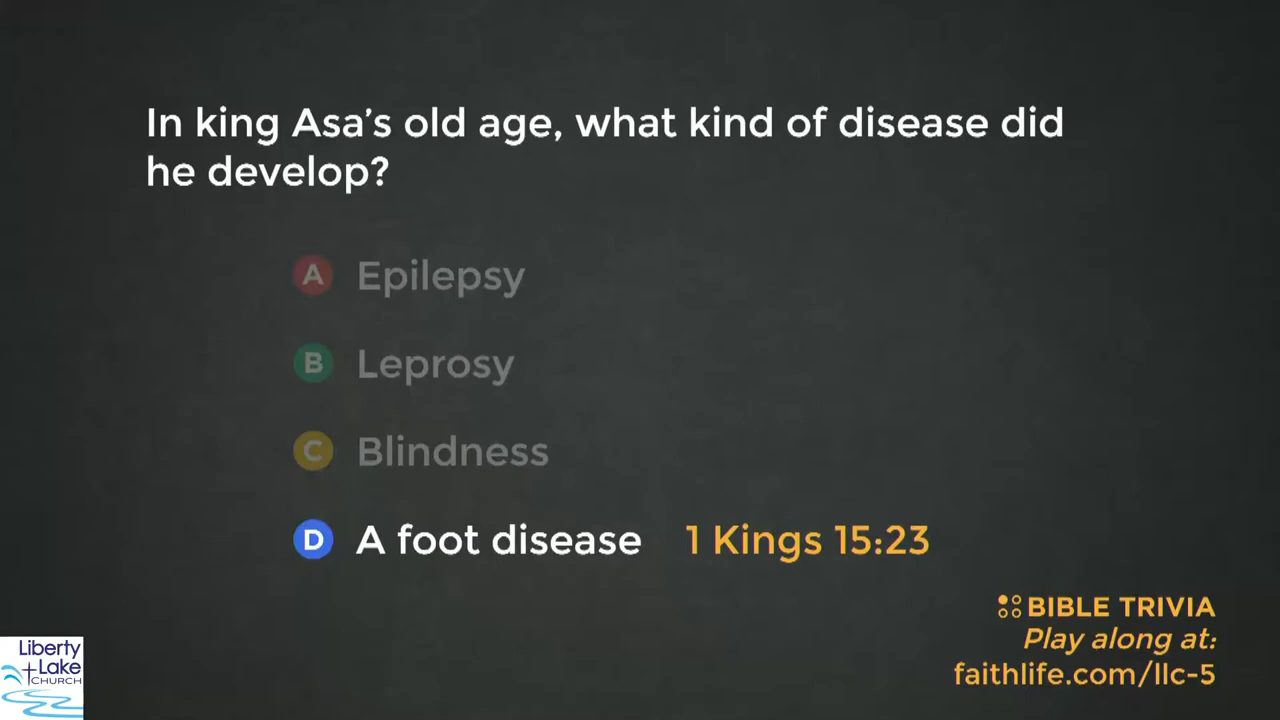 In king Asa's old age, what kind of disease did
he develop?
A Epilepsy
B Leprosy
C Blindness
D A foot disease 1 Kings 15:23
BIBLE TRIVIA
Play along at:
faithlife.com/llc-5
Liberty
Lake
CHURCH